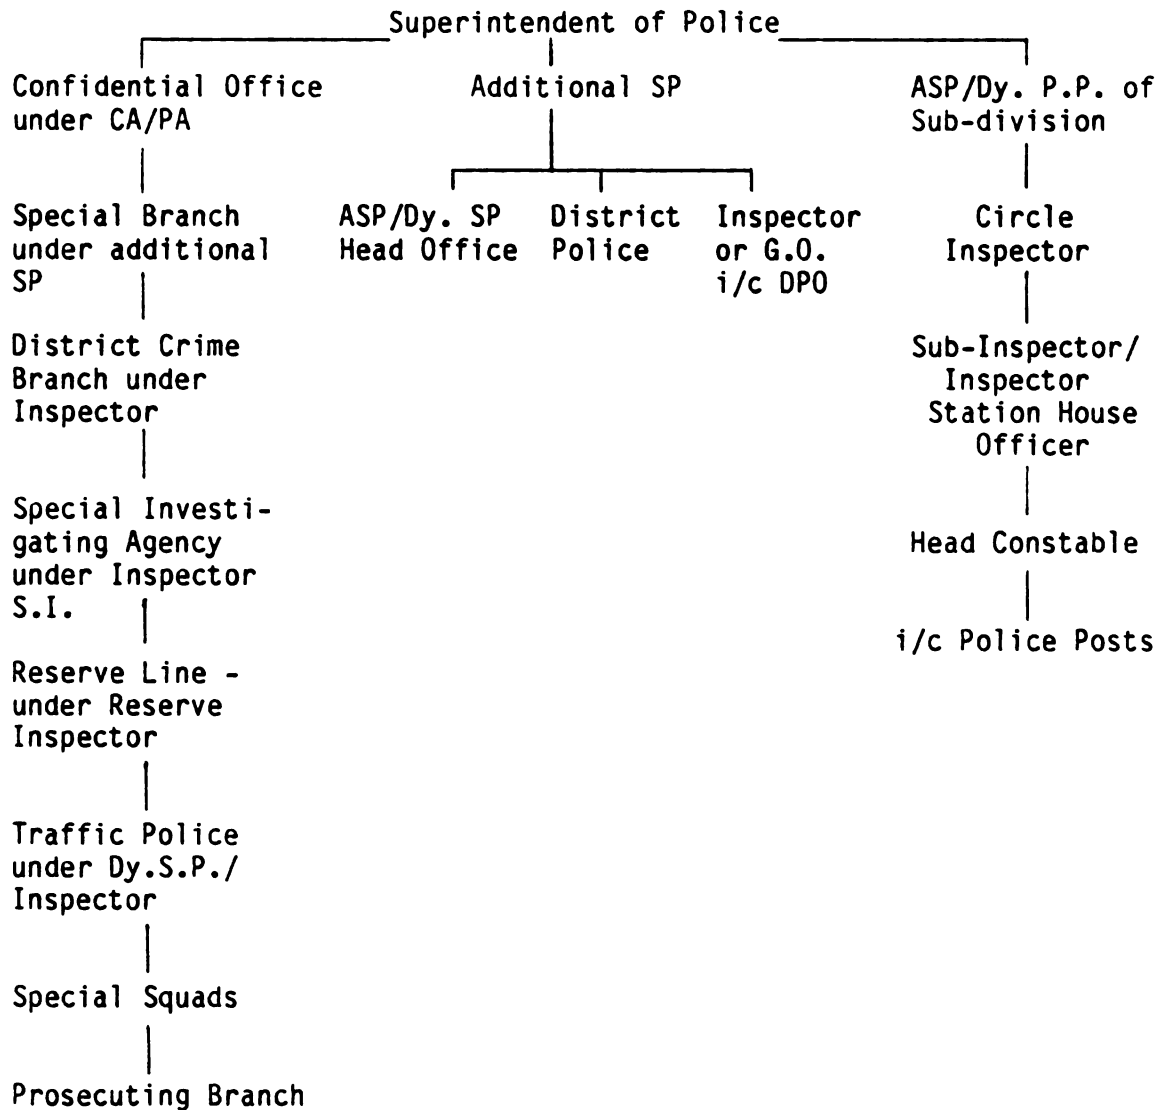 Superintendent of Police
Confidential Office
under CA/PA
Special Branch
under additional
SP
District Crime
Branch under
Inspector
Special Investi-
gating Agency
under Inspector
S.I.
Reserve Line -
under Reserve
Inspector
Traffic Police
under Dy.S.P./
Inspector
Special Squads
Prosecuting Branch
Additional SP
ASP/Dy. SP
Head Office
District
Police
Inspector
or G.O.
i/c DPO
ASP/Dy. P.P. of
Sub-division
Circle
Inspector
Sub-Inspector/
Inspector
Station House
Officer
Head Constable
i/c Police Posts